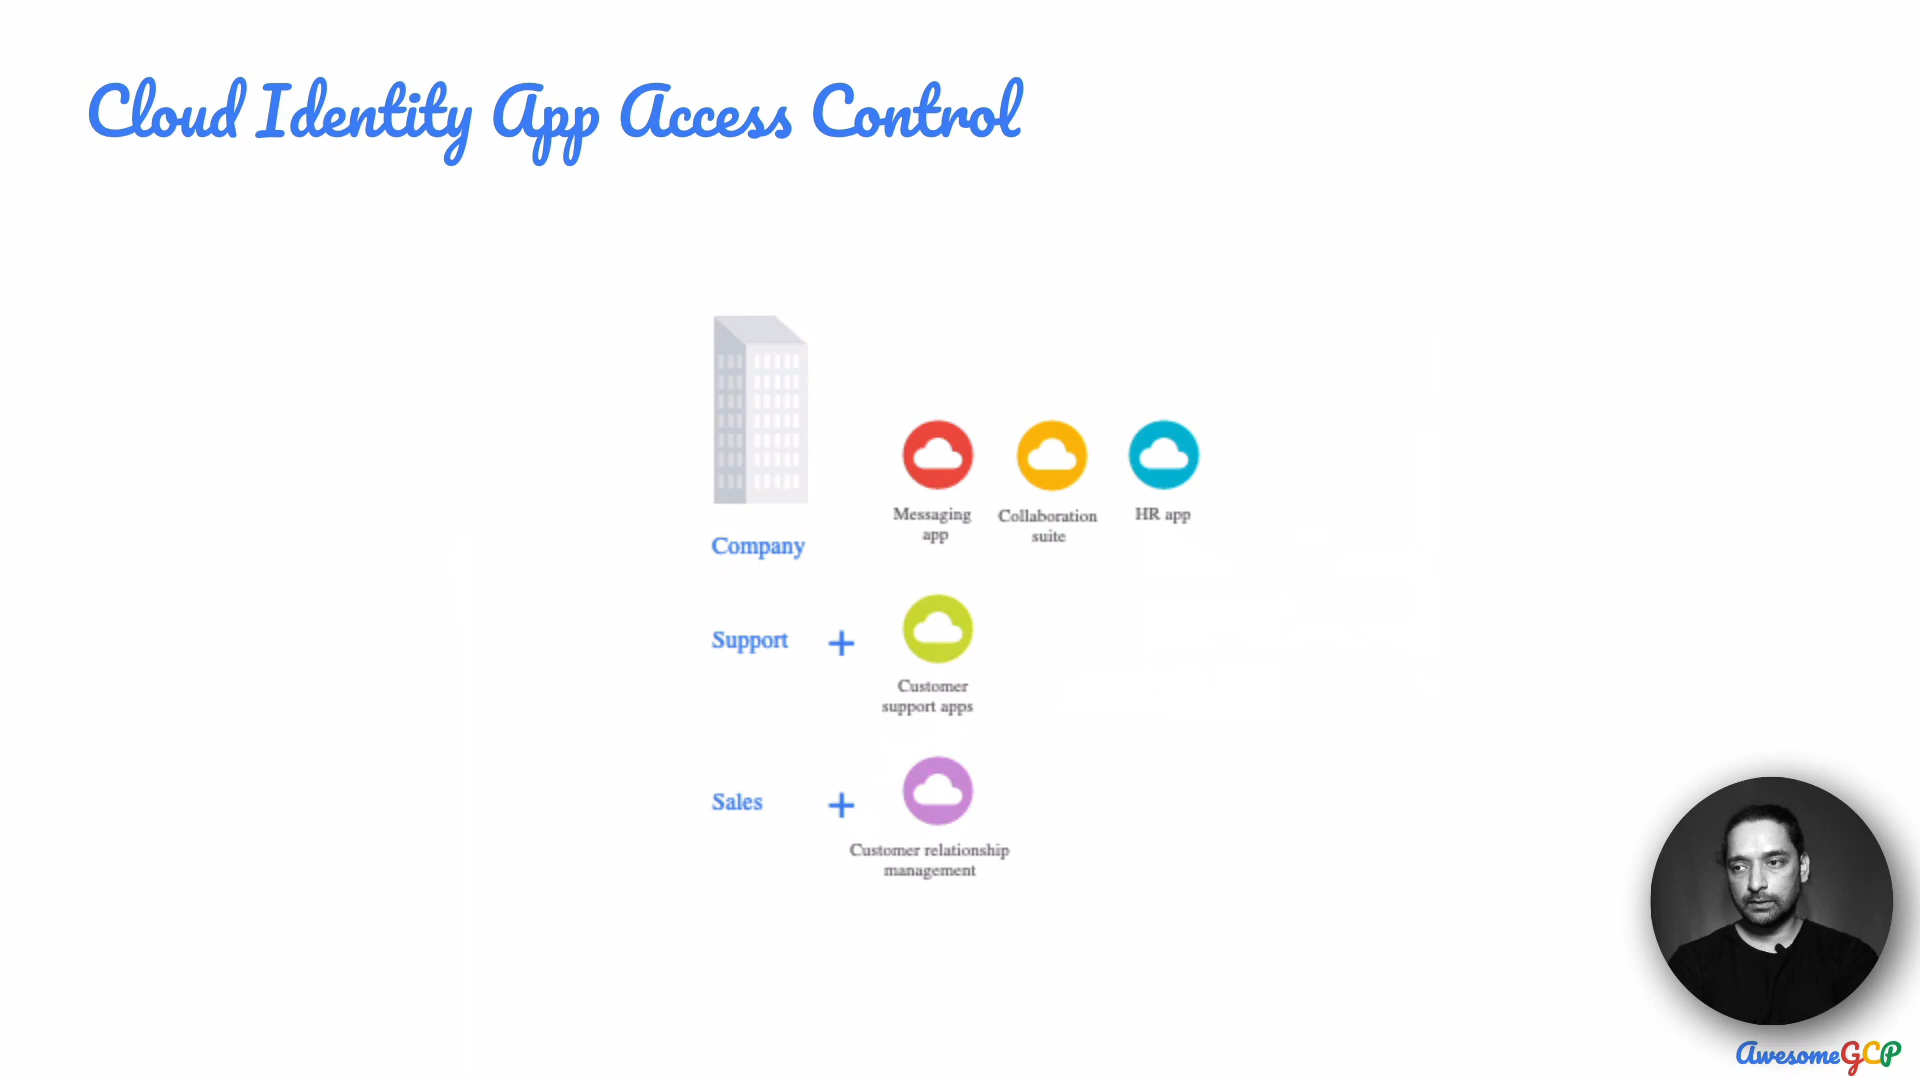 Cloud Identity App Access Control
Messaging
app
Collaboration
suite
HR app
Company
Support
+
Customer
support apps
Sales
+
Customer relationship
management
AwesomeGCP